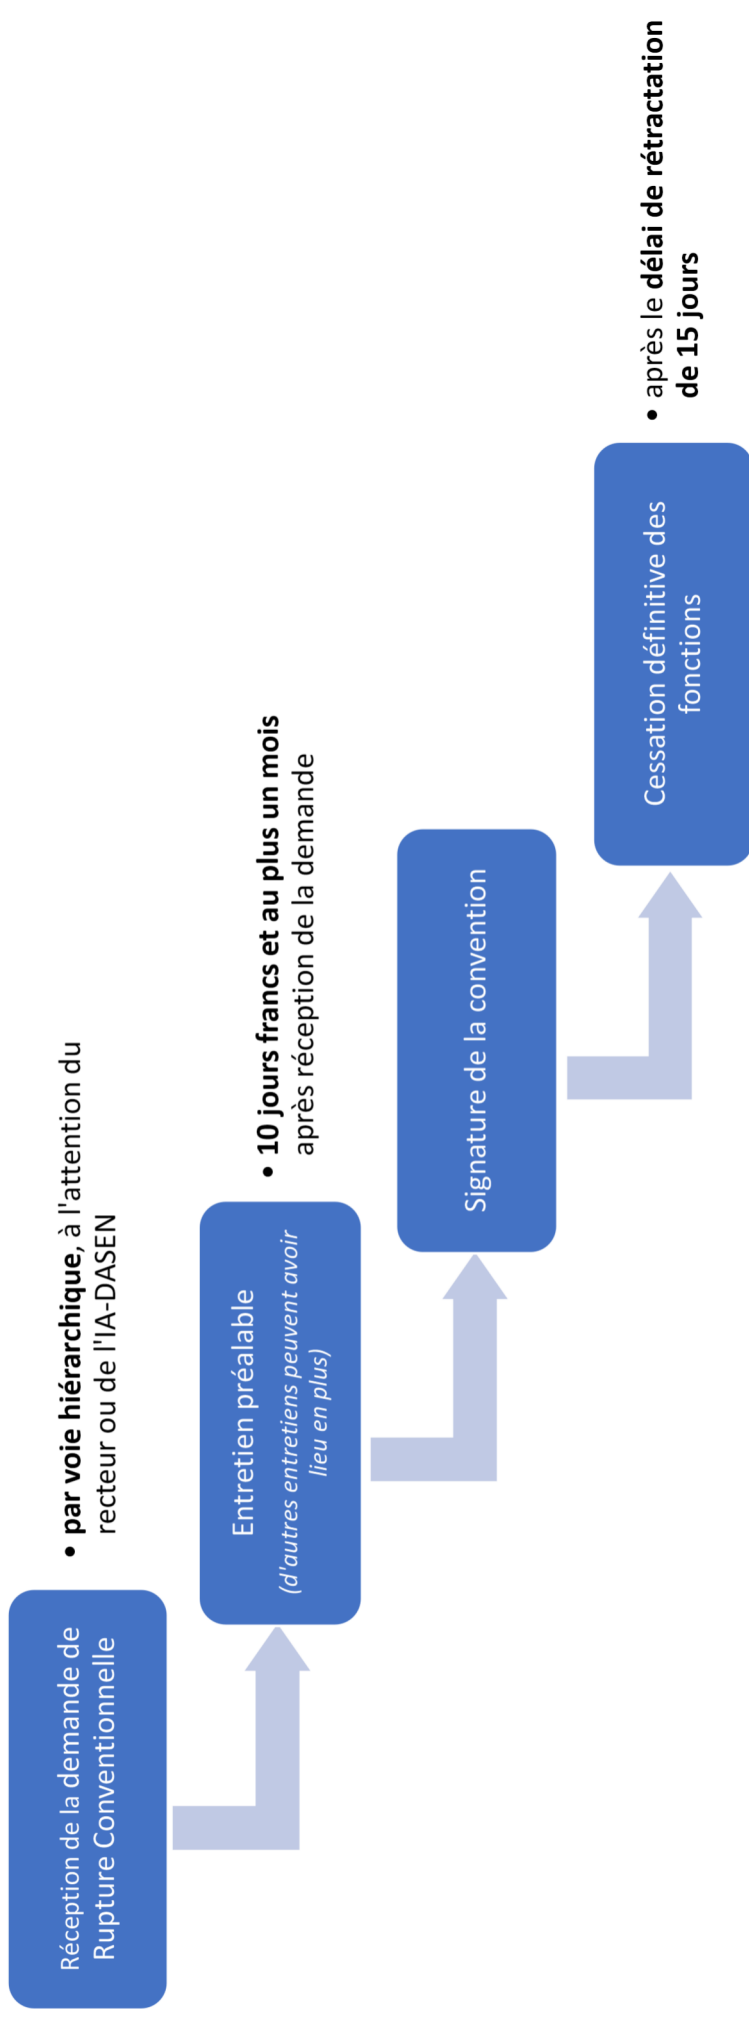 Réception de la demande de
Rupture Conventionnelle
• par voie hiérarchique, à l'attention du
recteur ou de l'IA-DASEN
Entretien préalable
(d'autres entretiens peuvent avoir
lieu en plus)
• 10 jours francs et au plus un mois
après réception de la demande
Signature de la convention
Cessation définitive des
fonctions
• après le délai de rétractation
de 15 jours